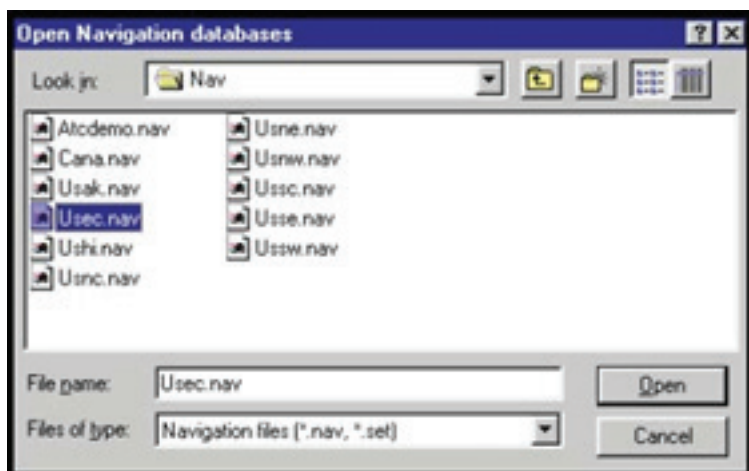 Open Navigation databases
Look in: Nav
Atcdemo.nav
Cana.nav
Usak.nav
Usec.nav
Ushi.nav
Usnc.nav
Usne.nav
Usnw.nav
Ussc.nav
Usse.nav
Ussw.nav
File name: Usec.nav Open
Files of type: Navigation files (*.nav, *.set) Cancel